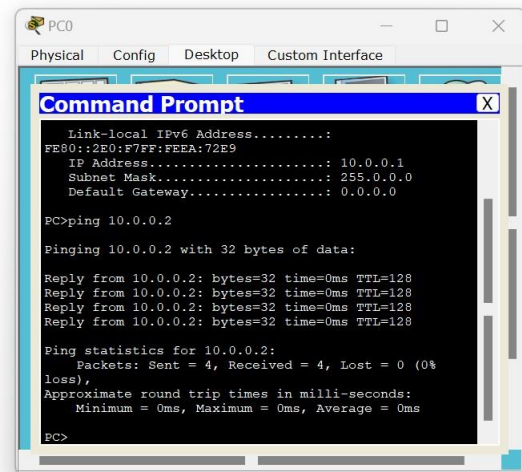 PC0
Physical Config Desktop Custom Interface
Command Prompt X
Link-local IPv6 Address.........:
FE80::2E0:F7FF:FEEA:72E9
IP Address......................: 10.0.0.1
Subnet Mask.....................: 255.0.0.0
Default Gateway.................: 0.0.0.0
PC>ping 10.0.0.2
Pinging 10.0.0.2 with 32 bytes of data:
Reply from 10.0.0.2: bytes=32 time=0ms TTL=128
Reply from 10.0.0.2: bytes=32 time=0ms TTL=128
Reply from 10.0.0.2: bytes=32 time=0ms TTL=128
Reply from 10.0.0.2: bytes=32 time=0ms TTL=128
Ping statistics for 10.0.0.2:
Packets: Sent = 4, Received = 4, Lost = 0 (0%
loss),
Approximate round trip times in milli-seconds:
Minimum = 0ms, Maximum = 0ms, Average = 0ms
PC>